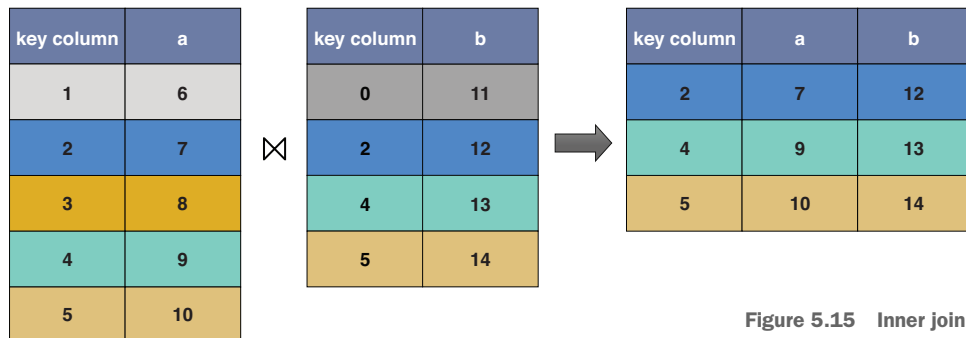 key column a
1 6
2 7
3 8
4 9
5 10
⋈
key column b
0 11
2 12
4 13
5 14
key column a b
2 7 12
4 9 13
5 10 14
Figure 5.15 Inner join